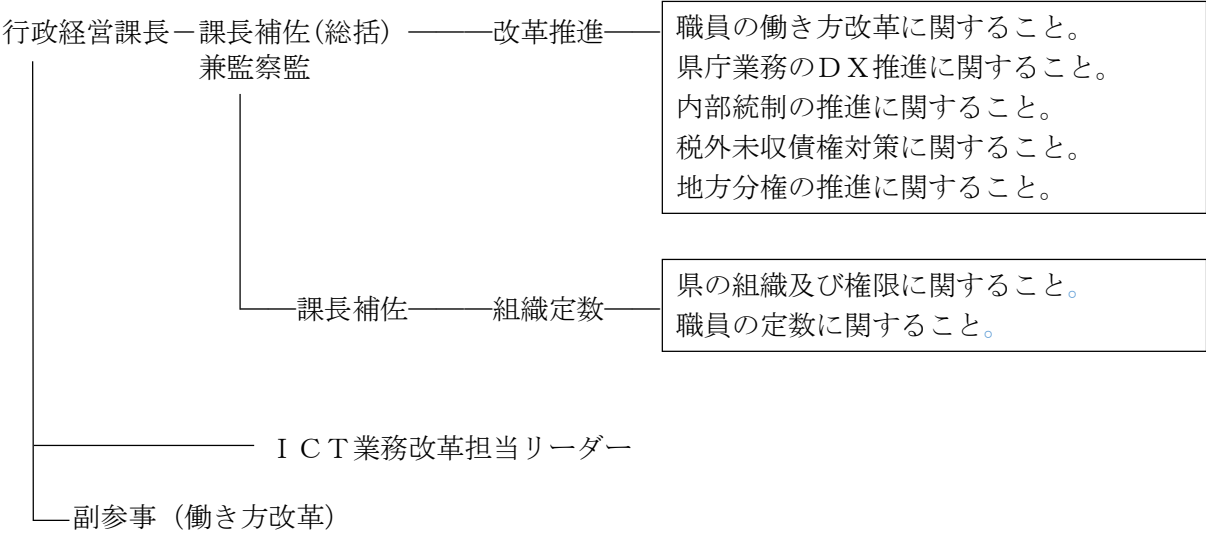 行政経営課長－課長補佐(総括) 改革推進
兼監察監
職員の働き方改革に関すること。
県庁業務のＤＸ推進に関すること。
内部統制の推進に関すること。
税外未収債権対策に関すること。
地方分権の推進に関すること。
課長補佐 組織定数
県の組織及び権限に関すること。
職員の定数に関すること。
ＩＣＴ業務改革担当リーダー
副参事（働き方改革）